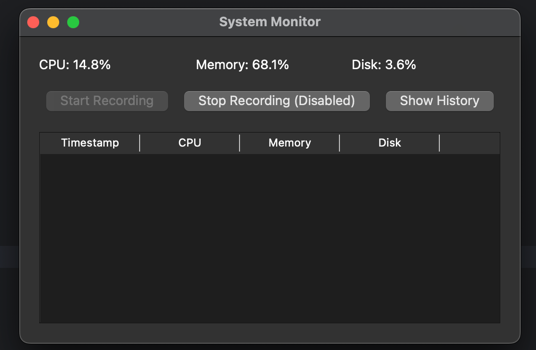 System Monitor
CPU: 14.8% Memory: 68.1% Disk: 3.6%
Start Recording Stop Recording (Disabled) Show History
Timestamp CPU Memory Disk